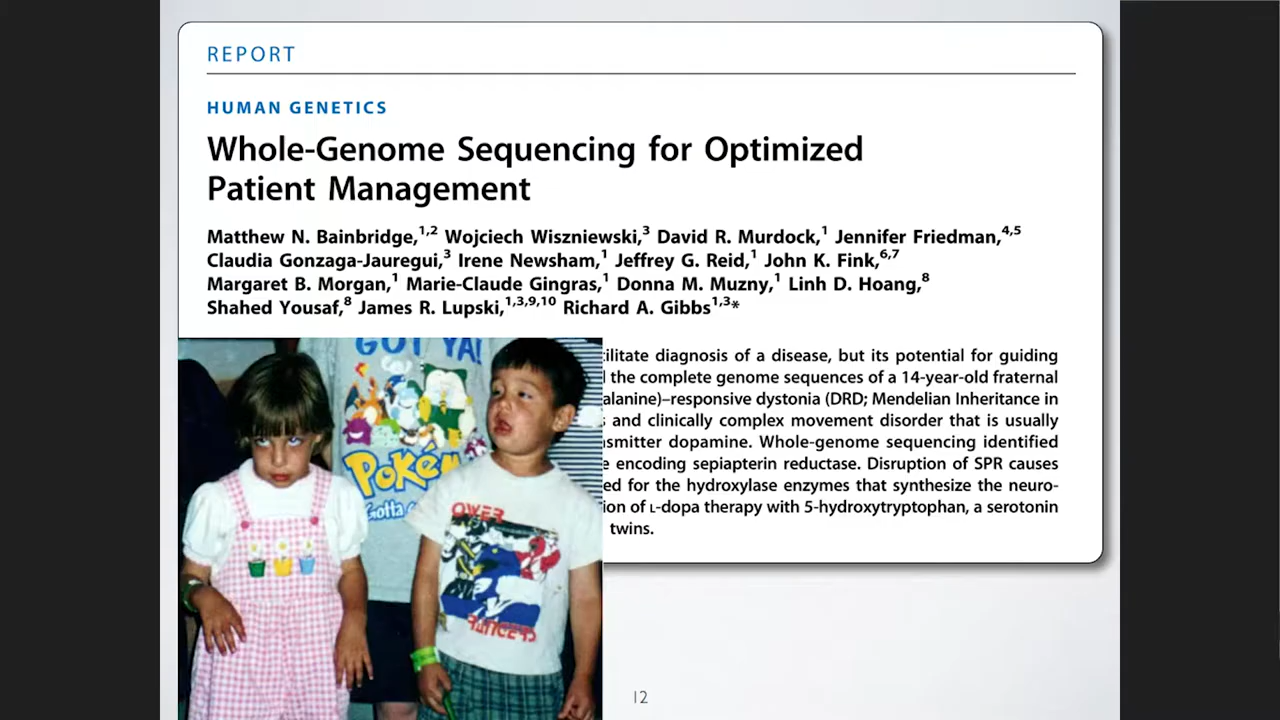 REPORT
HUMAN GENETICS
Whole-Genome Sequencing for Optimized
Patient Management
Matthew N. Bainbridge,1,2 Wojciech Wiszniewski,3 David R. Murdock,1 Jennifer Friedman,4,5
Claudia Gonzaga-Jauregui,3 Irene Newsham,1 Jeffrey G. Reid,1 John K. Fink,6,7
Margaret B. Morgan,1 Marie-Claude Gingras,1 Donna M. Muzny,1 Linh D. Hoang,8
Shahed Yousaf,8 James R. Lupski,1,3,9,10 Richard A. Gibbs1,3*
ilitate diagnosis of a disease, but its potential for guiding
the complete genome sequences of a 14-year-old fraternal
alanine)–responsive dystonia (DRD; Mendelian Inheritance in
s and clinically complex movement disorder that is usually
smitter dopamine. Whole-genome sequencing identified
e encoding sepiapterin reductase. Disruption of SPR causes
ed for the hydroxylase enzymes that synthesize the neuro-
ion of L-dopa therapy with 5-hydroxytryptophan, a serotonin
twins.
GOT YA!
Pokém
Gotta
OWER
RANGERS
12